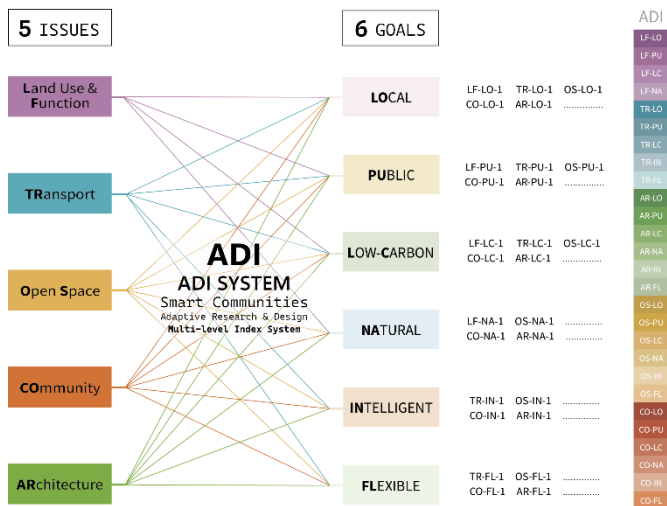 5 ISSUES
6 GOALS
ADI
Land Use &
Function
TRansport
Open Space
COmmunity
ARchitecture
ADI
ADI SYSTEM
Smart Communities
Adaptive Research & Design
Multi-level Index System
LOCAL
PUBLIC
LOW-CARBON
NATURAL
INTELLIGENT
FLEXIBLE
LF-LO-1 TR-LO-1 OS-LO-1
CO-LO-1 AR-LO-1 ..............
LF-PU-1 TR-PU-1 OS-PU-1
CO-PU-1 AR-PU-1 ..............
LF-LC-1 TR-LC-1 OS-LC-1
CO-LC-1 AR-LC-1 ..............
LF-NA-1 OS-NA-1 ..............
CO-NA-1 AR-NA-1 ..............
TR-IN-1 OS-IN-1 ..............
CO-IN-1 AR-IN-1 ..............
TR-FL-1 OS-FL-1 ..............
CO-FL-1 AR-FL-1 ..............
LF-LO
LF-PU
LF-LC
LF-NA
TR-LO
TR-PU
TR-LC
TR-IN
TR-FL
AR-LO
AR-PU
AR-LC
AR-NA
AR-IN
AR-FL
OS-LO
OS-PU
OS-LC
OS-NA
OS-IN
OS-FL
CO-LO
CO-PU
CO-LC
CO-NA
CO-IN
CO-FL